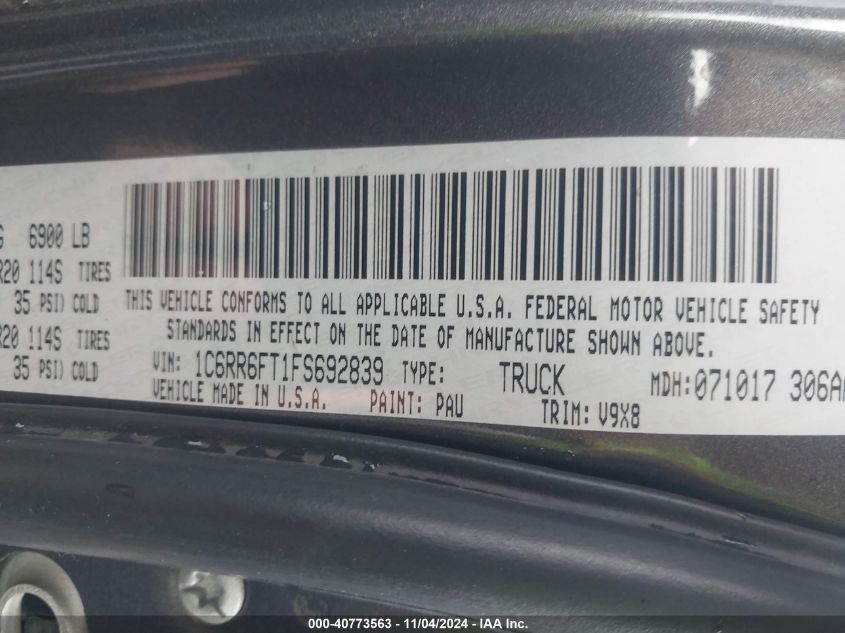 6900 LB
R20 114S TIRES
35 PSI) COLD
R20 114S TIRES
35 PSI) COLD
THIS VEHICLE CONFORMS TO ALL APPLICABLE U.S.A. FEDERAL MOTOR VEHICLE SAFETY
STANDARDS IN EFFECT ON THE DATE OF MANUFACTURE SHOWN ABOVE.
VIN: 1C6RR6FT1FS692839 TYPE: TRUCK MDH: 071017 306A
VEHICLE MADE IN U.S.A. PAINT: PAU TRIM: V9X8
000-40773563 - 11/04/2024 - IAA Inc.